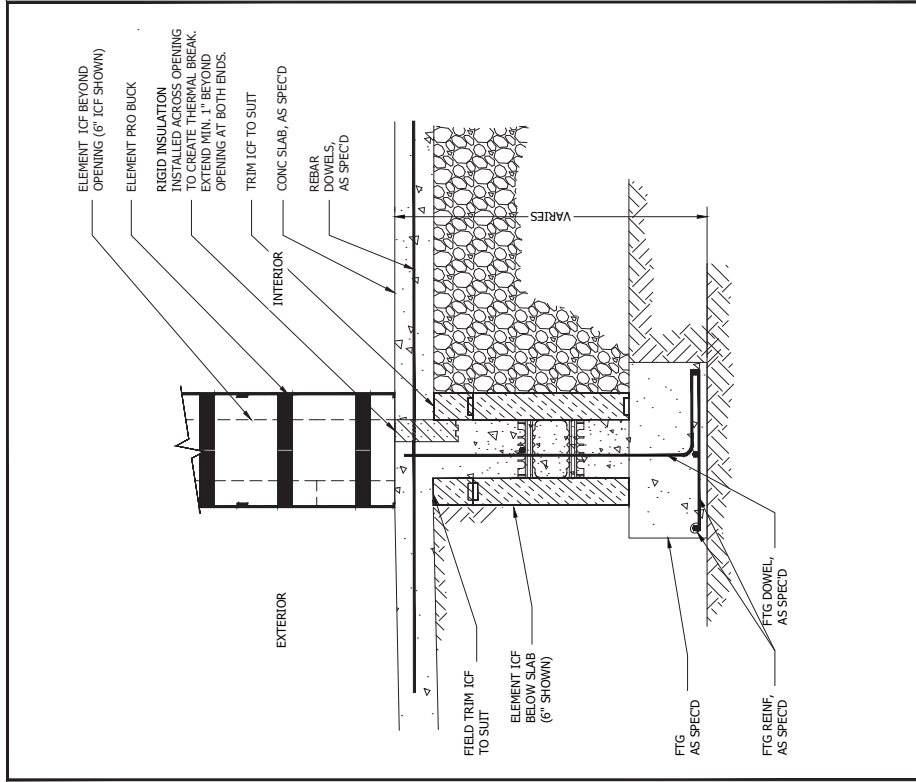 ELEMENT ICF BEYOND
OPENING (6" ICF SHOWN)
ELEMENT PRO BUCK
RIGID INSULATION
INSTALLED ACROSS OPENING
TO CREATE THERMAL BREAK.
EXTEND MIN. 1" BEYOND
OPENING AT BOTH ENDS.
TRIM ICF TO SUIT
CONC SLAB, AS SPEC'D
REBAR
DOWELS,
AS SPEC'D
INTERIOR
VARIES
EXTERIOR
FIELD TRIM ICF
TO SUIT
ELEMENT ICF
BELOW SLAB
(6" SHOWN)
FTG
AS SPEC'D
FTG REINF,
AS SPEC'D
FTG DOWEL,
AS SPEC'D